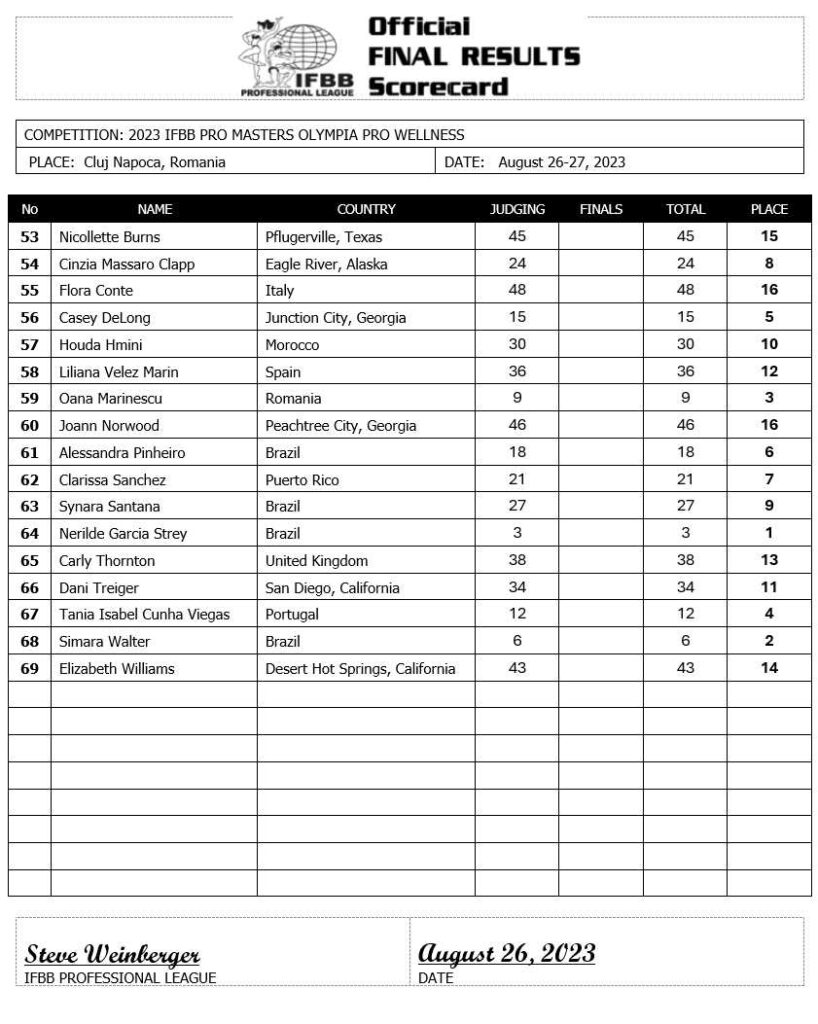 Official
FINAL RESULTS
Scorecard
IFBB
PROFESSIONAL LEAGUE
COMPETITION: 2023 IFBB PRO MASTERS OLYMPIA PRO WELLNESS
PLACE: Cluj Napoca, Romania DATE: August 26-27, 2023
No NAME COUNTRY JUDGING FINALS TOTAL PLACE
53 Nicollette Burns Pflugerville, Texas 45 45 15
54 Cinzia Massaro Clapp Eagle River, Alaska 24 24 8
55 Flora Conte Italy 48 48 16
56 Casey DeLong Junction City, Georgia 15 15 5
57 Houda Hmini Morocco 30 30 10
58 Liliana Velez Marin Spain 36 36 12
59 Oana Marinescu Romania 9 9 3
60 Joann Norwood Peachtree City, Georgia 46 46 16
61 Alessandra Pinheiro Brazil 18 18 6
62 Clarissa Sanchez Puerto Rico 21 21 7
63 Synara Santana Brazil 27 27 9
64 Nerilde Garcia Strey Brazil 3 3 1
65 Carly Thornton United Kingdom 38 38 13
66 Dani Treiger San Diego, California 34 34 11
67 Tania Isabel Cunha Viegas Portugal 12 12 4
68 Simara Walter Brazil 6 6 2
69 Elizabeth Williams Desert Hot Springs, California 43 43 14
Steve Weinberger August 26, 2023
IFBB PROFESSIONAL LEAGUE DATE